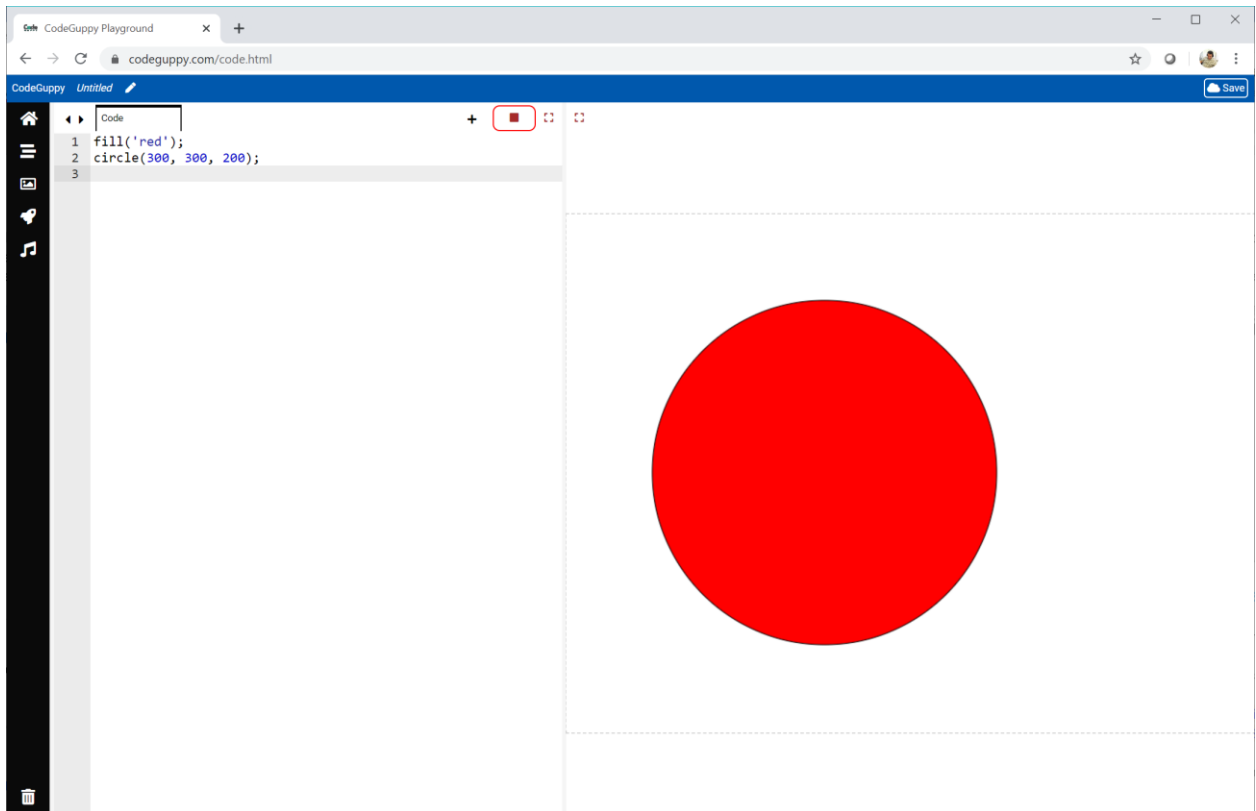 Code CodeGuppy Playground
codeguppy.com/code.html
CodeGuppy Untitled Save
Code
1 fill('red');
2 circle(300, 300, 200);
3